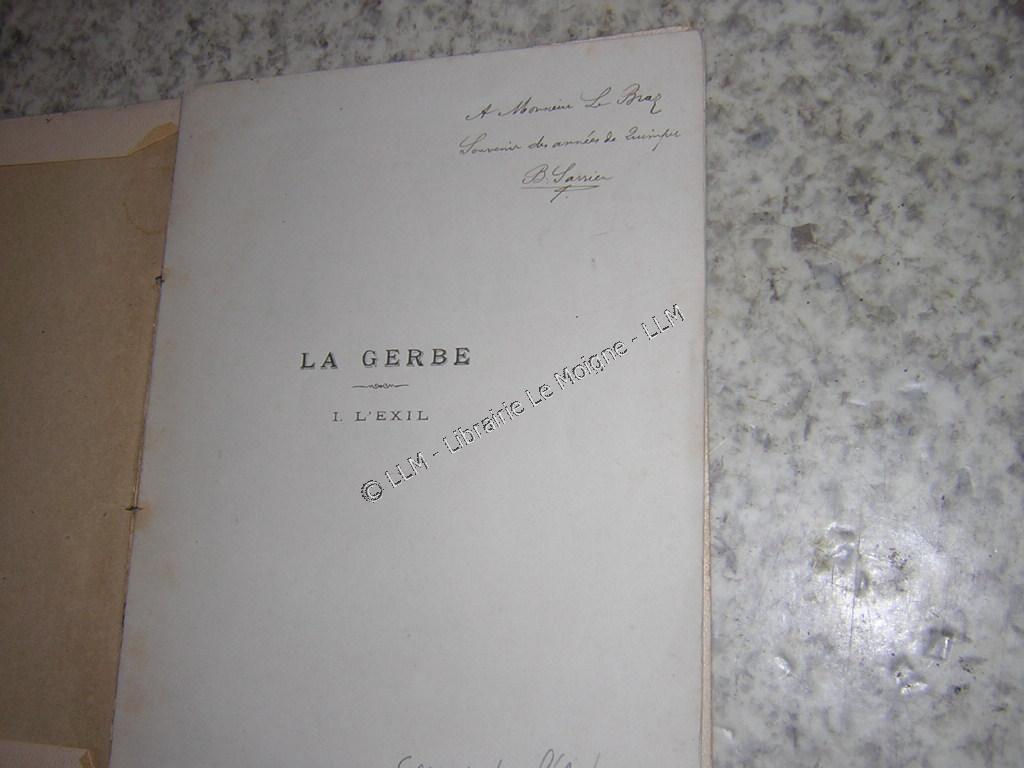 A Monsieur Le Braz
Souvenir des années de Quimper
B. Sarrieu
LA GERBE
I. L'EXIL
© LLM - Librairie Le Moigne - LLM